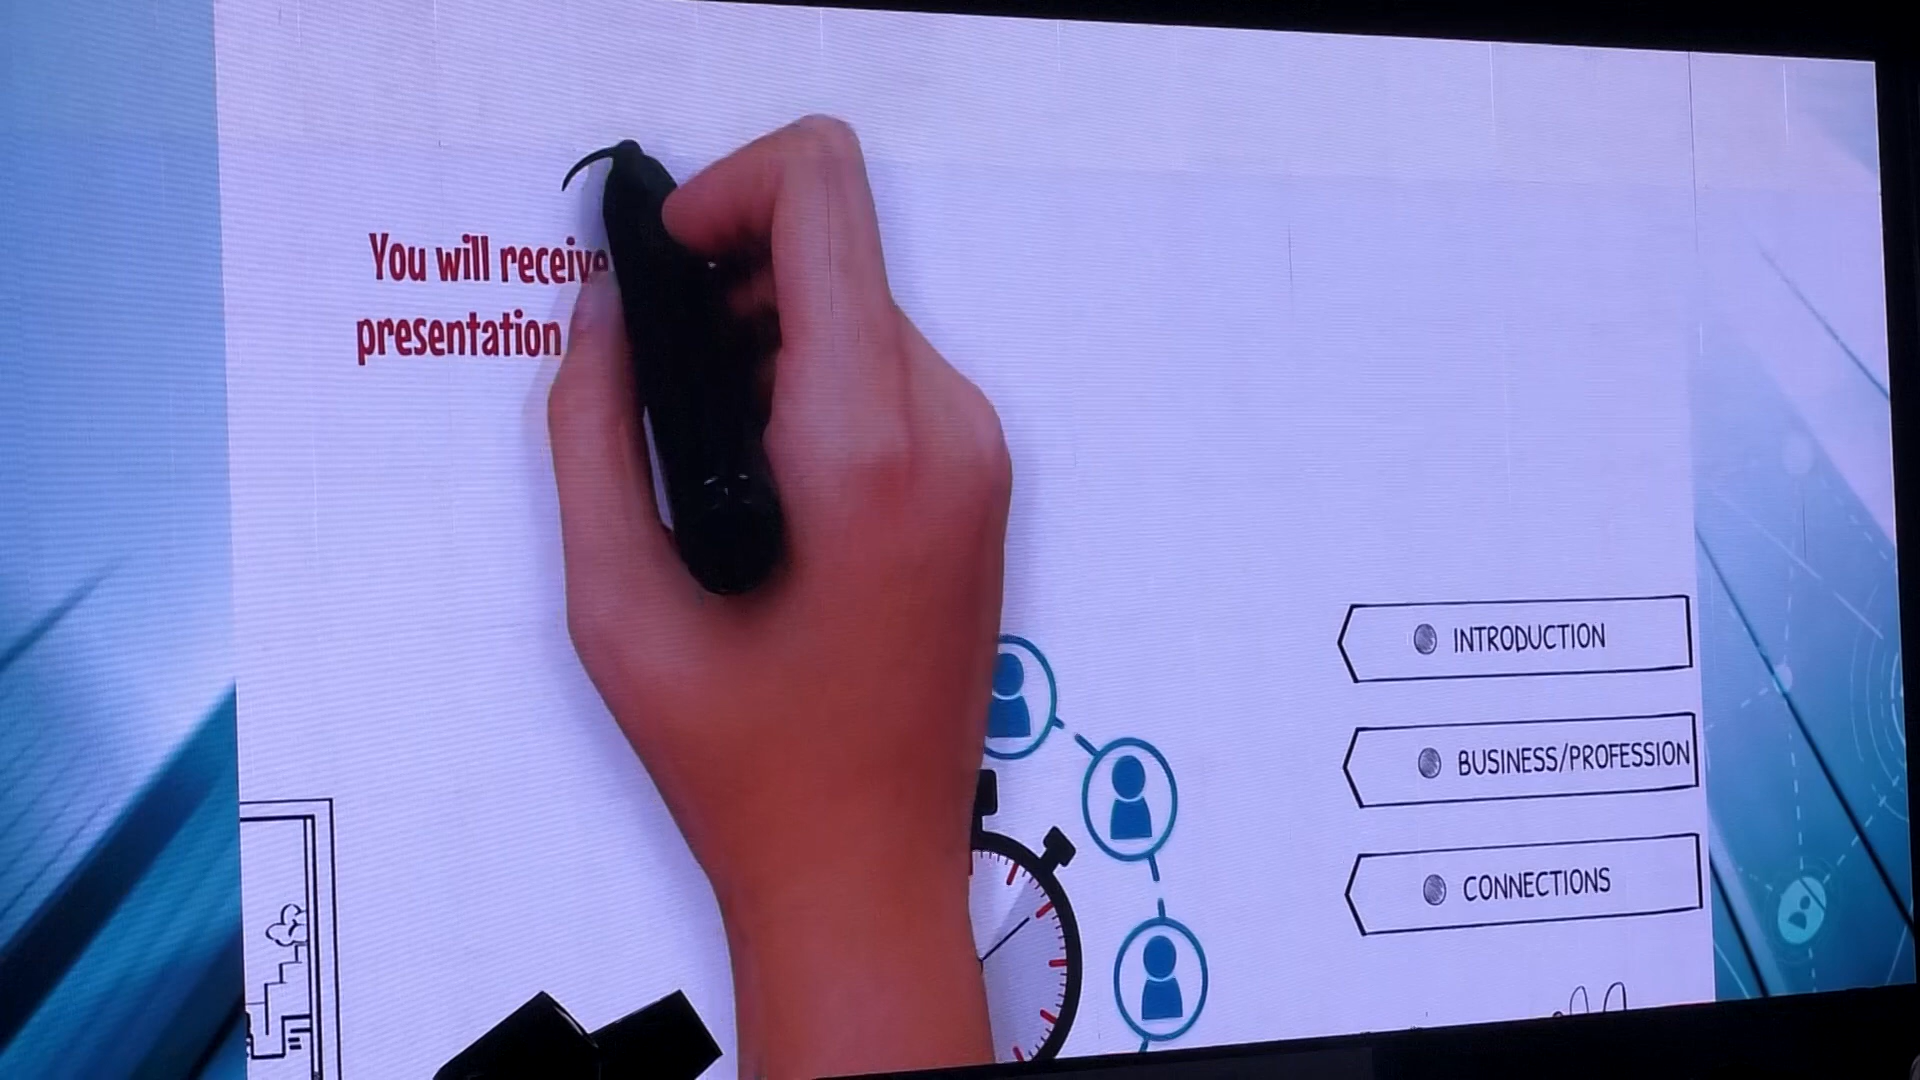 You will receive
presentation
INTRODUCTION
BUSINESS/PROFESSION
CONNECTIONS